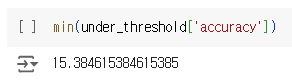 [ ] min(under_threshold['accuracy'])
15.384615384615385